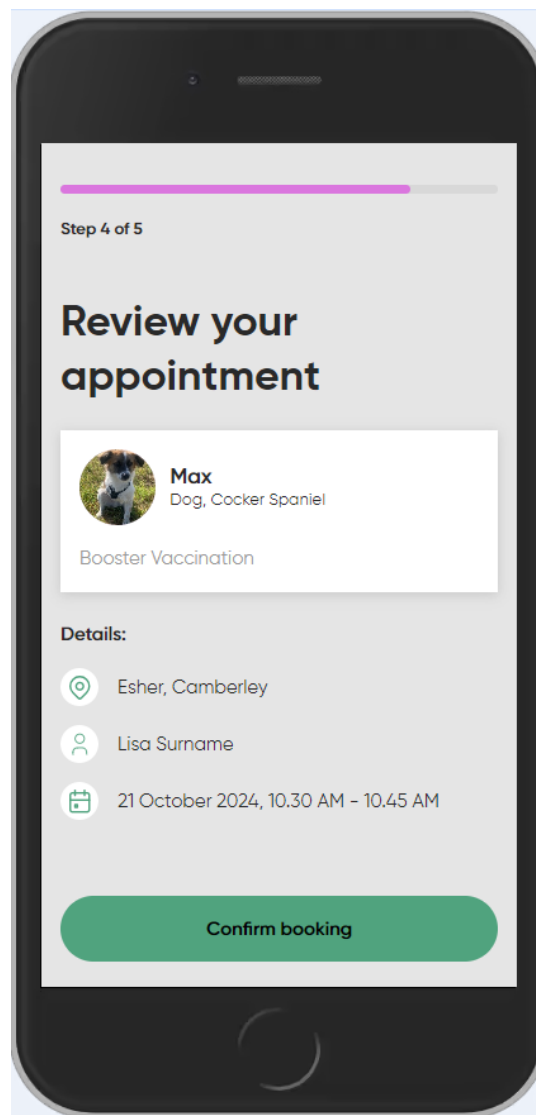 Step 4 of 5
Review your
appointment
Max
Dog, Cocker Spaniel
Booster Vaccination
Details:
Esher, Camberley
Lisa Surname
21 October 2024, 10.30 AM - 10.45 AM
Confirm booking